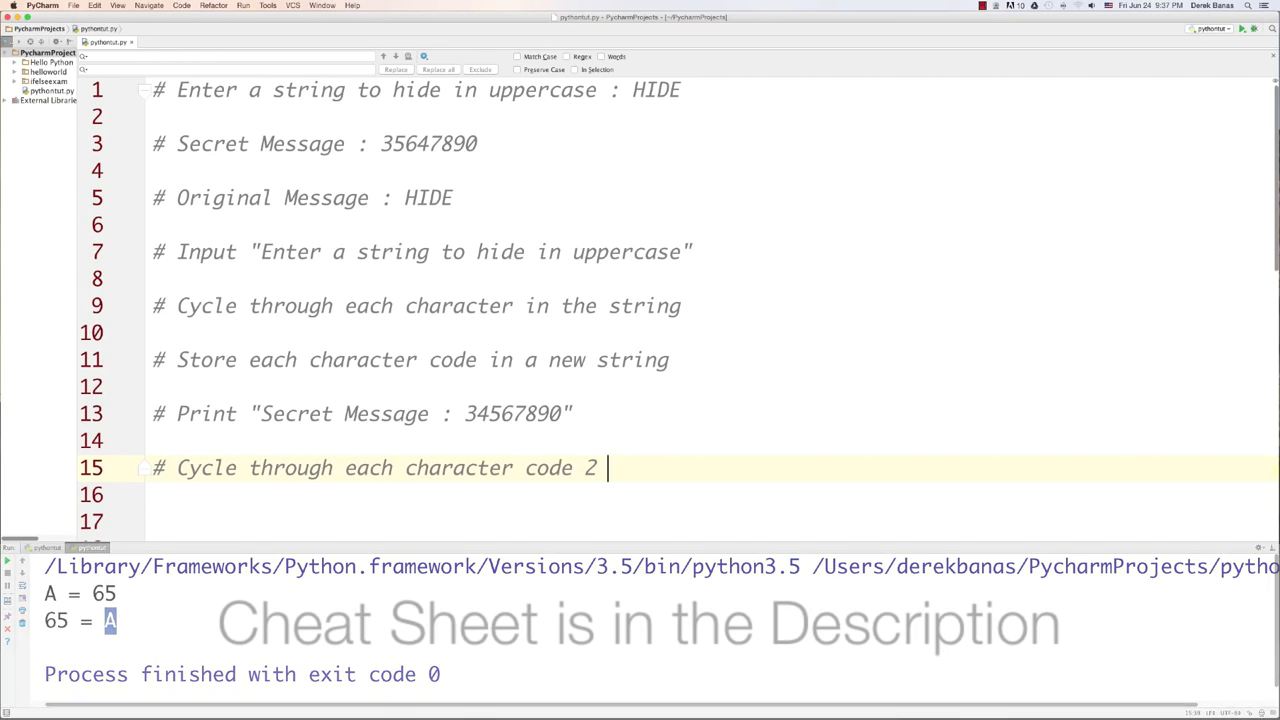 PyCharm File Edit View Navigate Code Refactor Run Tools VCS Window Help Fri Jun 24 9:37 PM Derek Banas
pythontut.py - PycharmProjects - [~/PycharmProjects]
PycharmProjects pythontut.py pythontut
pythontut.py
PycharmProject
Hello Python
helloworld
ifelseexam
pythontut.py
External Librarie
Match Case Regex Words
Replace Replace all Exclude Preserve Case In Selection
1 # Enter a string to hide in uppercase : HIDE
2
3 # Secret Message : 35647890
4
5 # Original Message : HIDE
6
7 # Input "Enter a string to hide in uppercase"
8
9 # Cycle through each character in the string
10
11 # Store each character code in a new string
12
13 # Print "Secret Message : 34567890"
14
15 # Cycle through each character code 2
16
17
Run: pythontut pythontut
/Library/Frameworks/Python.framework/Versions/3.5/bin/python3.5 /Users/derekbanas/PycharmProjects/pytho
A = 65
65 = A
Cheat Sheet is in the Description
Process finished with exit code 0